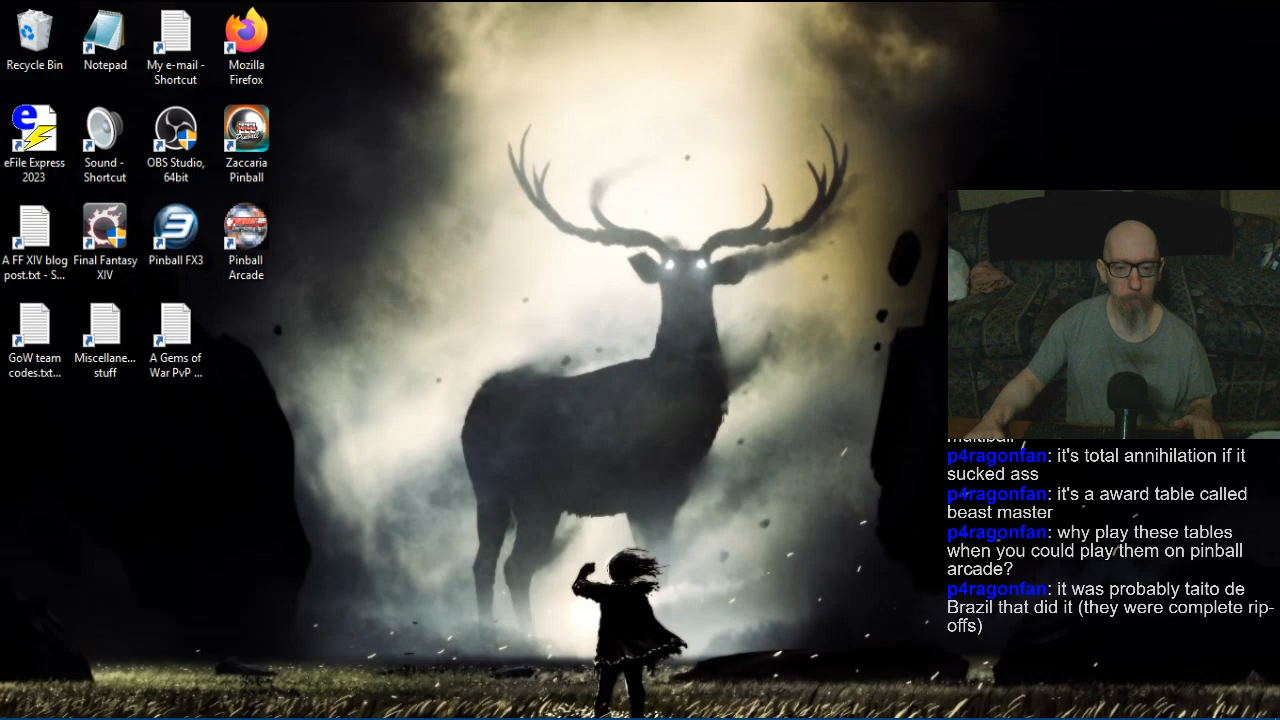 Recycle Bin
Notepad
My e-mail -
Shortcut
Mozilla
Firefox
eFile Express
2023
Sound -
Shortcut
OBS Studio,
64bit
Zaccaria
Pinball
A FF XIV blog
post.txt - S...
Final Fantasy
XIV
Pinball FX3
Pinball
Arcade
GoW team
codes.txt...
Miscellane...
stuff
A Gems of
War PvP ...
multiball
p4ragonfan: it's total annihilation if it
sucked ass
p4ragonfan: it's a award table called
beast master
p4ragonfan: why play these tables
when you could play them on pinball
arcade?
p4ragonfan: it was probably taito de
Brazil that did it (they were complete rip-
offs)